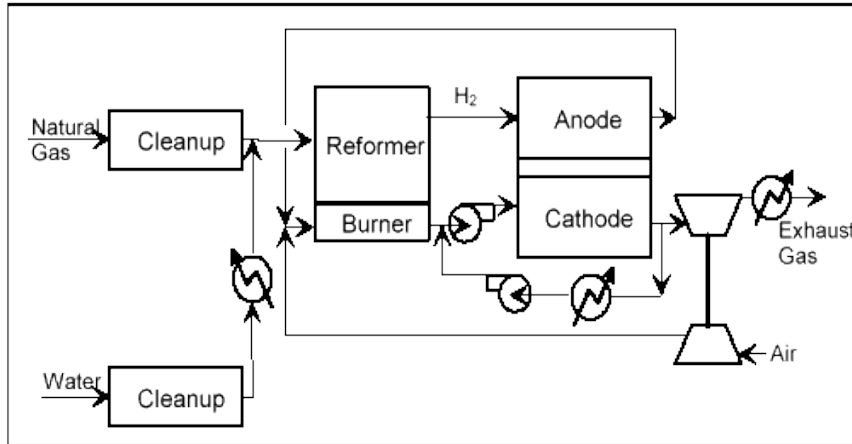 Natural
Gas
Cleanup
Reformer
Burner
H2
Anode
Cathode
Exhaust
Gas
Air
Water
Cleanup